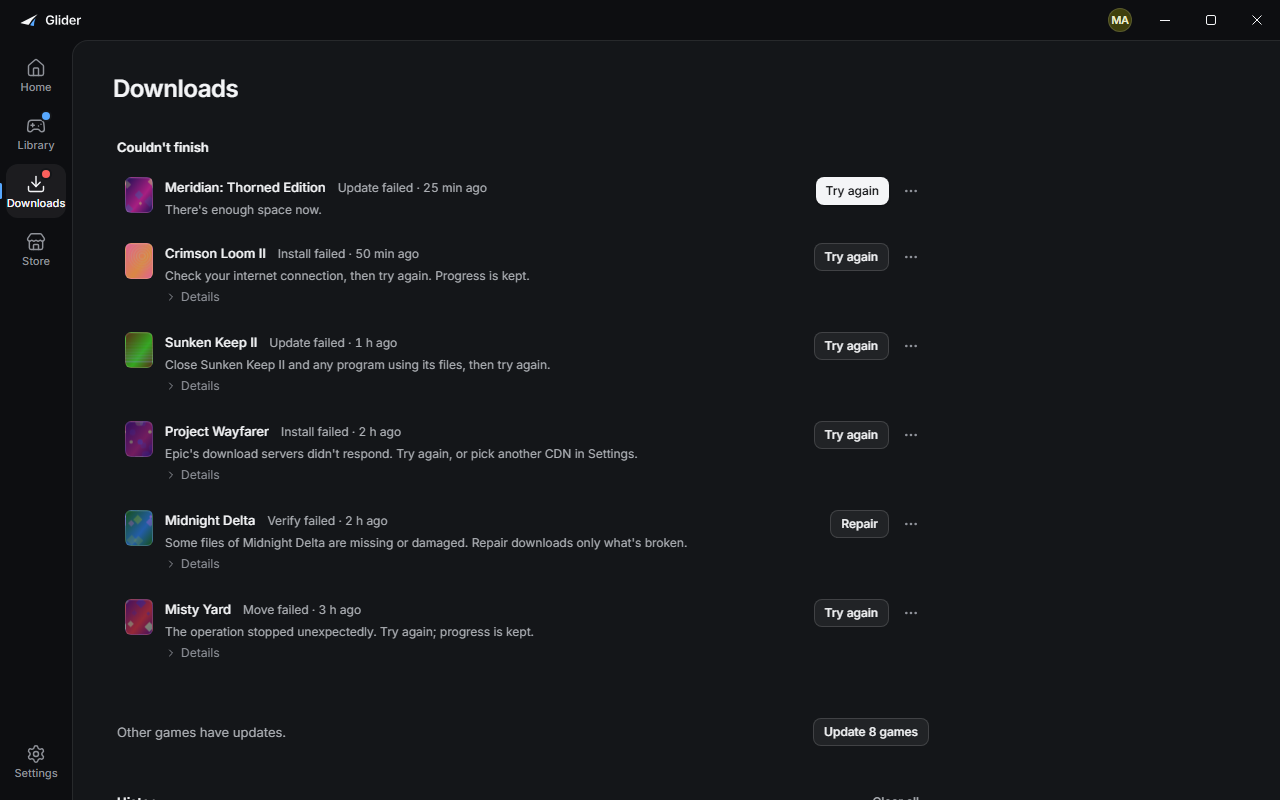 Glider
MA
Home
Library
Downloads
Store
Settings
Downloads
Couldn't finish
Meridian: Thorned Edition Update failed · 25 min ago
There's enough space now.
Try again
Crimson Loom II Install failed · 50 min ago
Check your internet connection, then try again. Progress is kept.
Details
Try again
Sunken Keep II Update failed · 1 h ago
Close Sunken Keep II and any program using its files, then try again.
Details
Try again
Project Wayfarer Install failed · 2 h ago
Epic's download servers didn't respond. Try again, or pick another CDN in Settings.
Details
Try again
Midnight Delta Verify failed · 2 h ago
Some files of Midnight Delta are missing or damaged. Repair downloads only what's broken.
Details
Repair
Misty Yard Move failed · 3 h ago
The operation stopped unexpectedly. Try again; progress is kept.
Details
Try again
Other games have updates.
Update 8 games